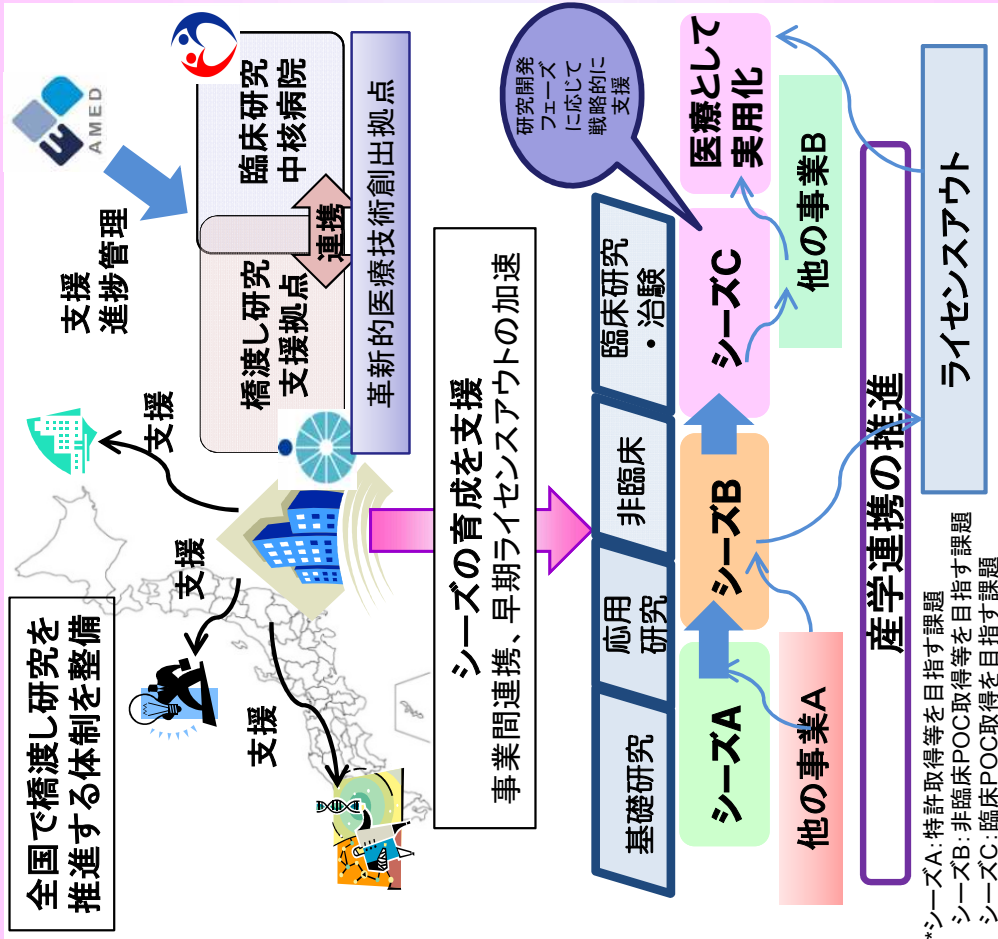 全国で橋渡し研究を
推進する体制を整備
支援
支援
支援
支援
進捗管理
AMED
橋渡し研究
支援拠点
臨床研究
中核病院
連携
革新的医療技術創出拠点
シーズの育成を支援
事業間連携、早期ライセンスアウトの加速
基礎研究
応用
研究
非臨床
臨床研究
・治験
研究開発
フェーズ
に応じて
戦略的に
支援
シーズA
シーズB
シーズC
医療として
実用化
他の事業A
他の事業B
産学連携の推進
ライセンスアウト
*シーズA:特許取得等を目指す課題
シーズB:非臨床POC取得等を目指す課題
シーズC:臨床POC取得を目指す課題